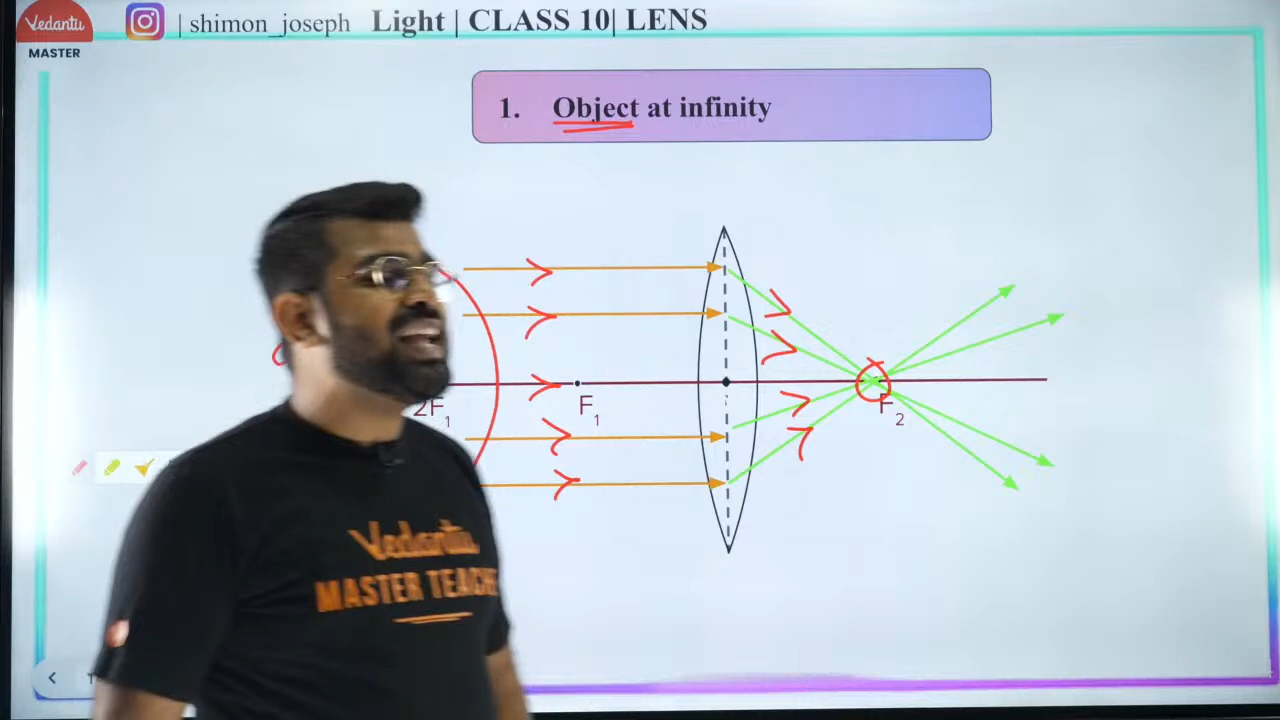 Vedantu
MASTER
| shimon_joseph
Light | CLASS 10| LENS
1. Object at infinity
2F1
F1
F2
Vedantu
MASTER TEACHE